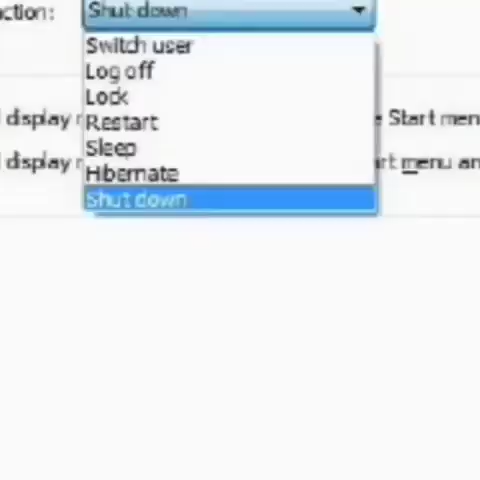 ction: Shut down
Switch user
Log off
Lock
display Start men
Restart
Sleep
display rt menu an
Hibernate
Shut down